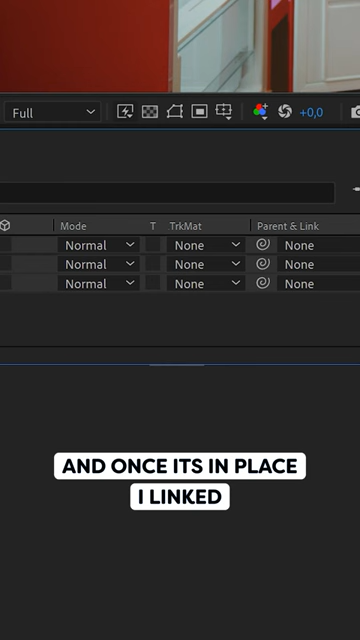 Full +0,0
Mode T TrkMat Parent & Link
Normal None None
Normal None None
Normal None None
AND ONCE ITS IN PLACE
I LINKED